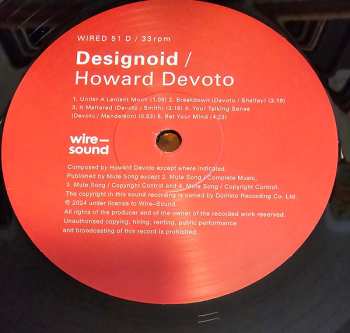 WIRED 51 D / 33rpm
Designoid /
Howard Devoto
1. Under A Lantent Moon (1.06) 2. Breakdown (Devoto / Shelley) (3.18)
3. It Mattered (Devoto / Smith) (3.16) 4. Your Talking Sense
(Devoto / Mandelson) (6.53) 5. Bet Your Mind (4.23)
wire—
sound
Composed by Howard Devoto except where indicated.
Published by Mute Song except 2. Mute Song / Complete Music,
3. Mute Song / Copyright Control and 4. Mute Song / Copyright Control.
The copyright in this sound recording is owned by Recording Co. Ltd.
© 2024 under license to Wire-Sound.
All rights of the producer and of the owner of the recorded work reserved.
Unauthorised copying, hiring, renting, public performance
and broadcasting of this record is prohibited.